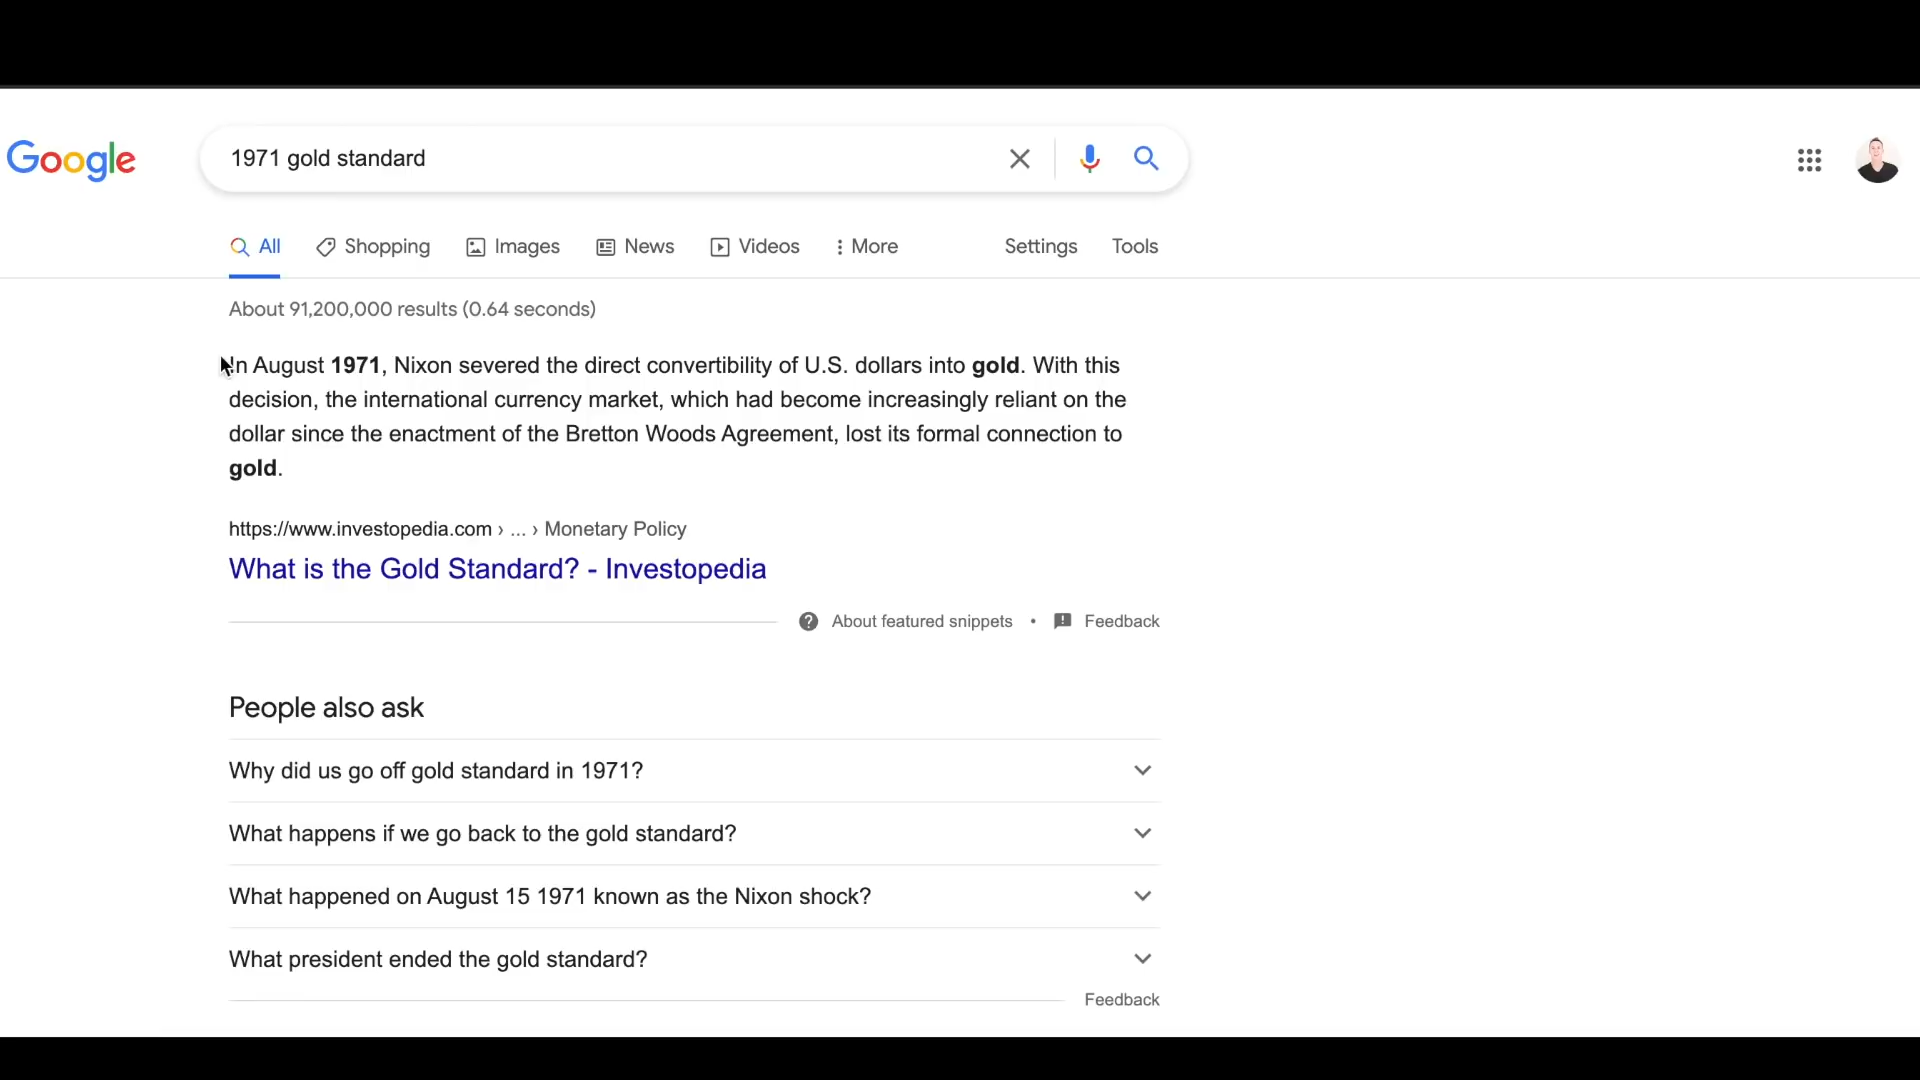 Google
1971 gold standard
All Shopping Images News Videos More Settings Tools
About 91,200,000 results (0.64 seconds)
In August 1971, Nixon severed the direct convertibility of U.S. dollars into gold. With this
decision, the international currency market, which had become increasingly reliant on the
dollar since the enactment of the Bretton Woods Agreement, lost its formal connection to
gold.
https://www.investopedia.com › ... › Monetary Policy
What is the Gold Standard? - Investopedia
About featured snippets • Feedback
People also ask
Why did us go off gold standard in 1971?
What happens if we go back to the gold standard?
What happened on August 15 1971 known as the Nixon shock?
What president ended the gold standard?
Feedback